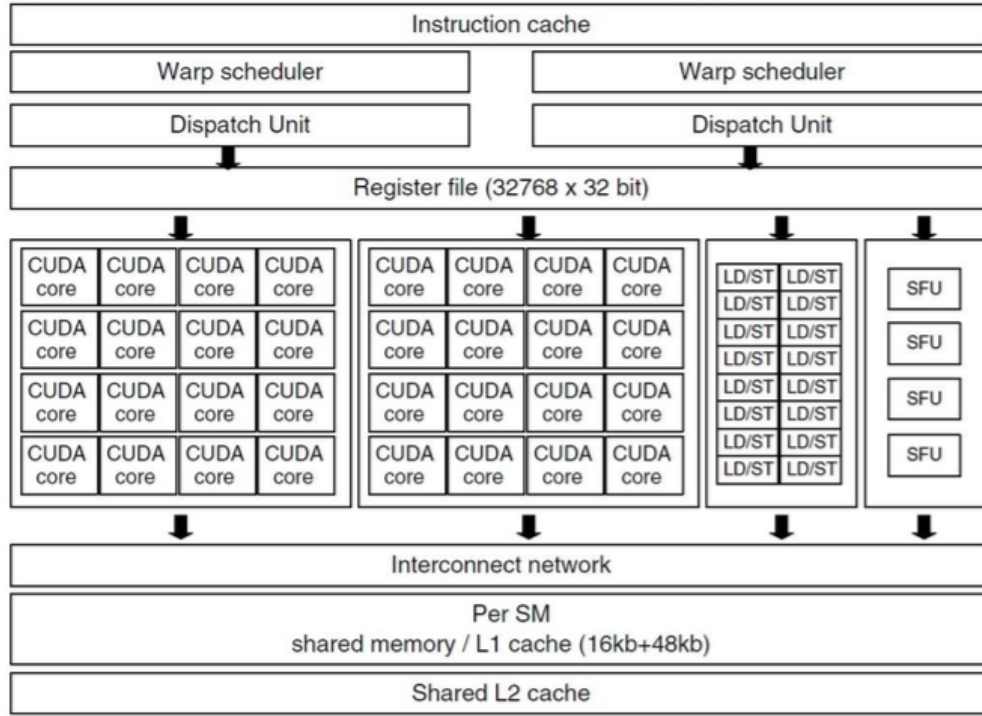 Instruction cache
Warp scheduler Warp scheduler
Dispatch Unit Dispatch Unit
Register file (32768 x 32 bit)
CUDA CUDA CUDA CUDA CUDA CUDA CUDA CUDA
core core core core core core core core
CUDA CUDA CUDA CUDA CUDA CUDA CUDA CUDA
core core core core core core core core
CUDA CUDA CUDA CUDA CUDA CUDA CUDA CUDA
core core core core core core core core
CUDA CUDA CUDA CUDA CUDA CUDA CUDA CUDA
core core core core core core core core
LD/ST LD/ST
LD/ST LD/ST
LD/ST LD/ST
LD/ST LD/ST
LD/ST LD/ST
LD/ST LD/ST
LD/ST LD/ST
LD/ST LD/ST
SFU
SFU
SFU
SFU
Interconnect network
Per SM
shared memory / L1 cache (16kb+48kb)
Shared L2 cache